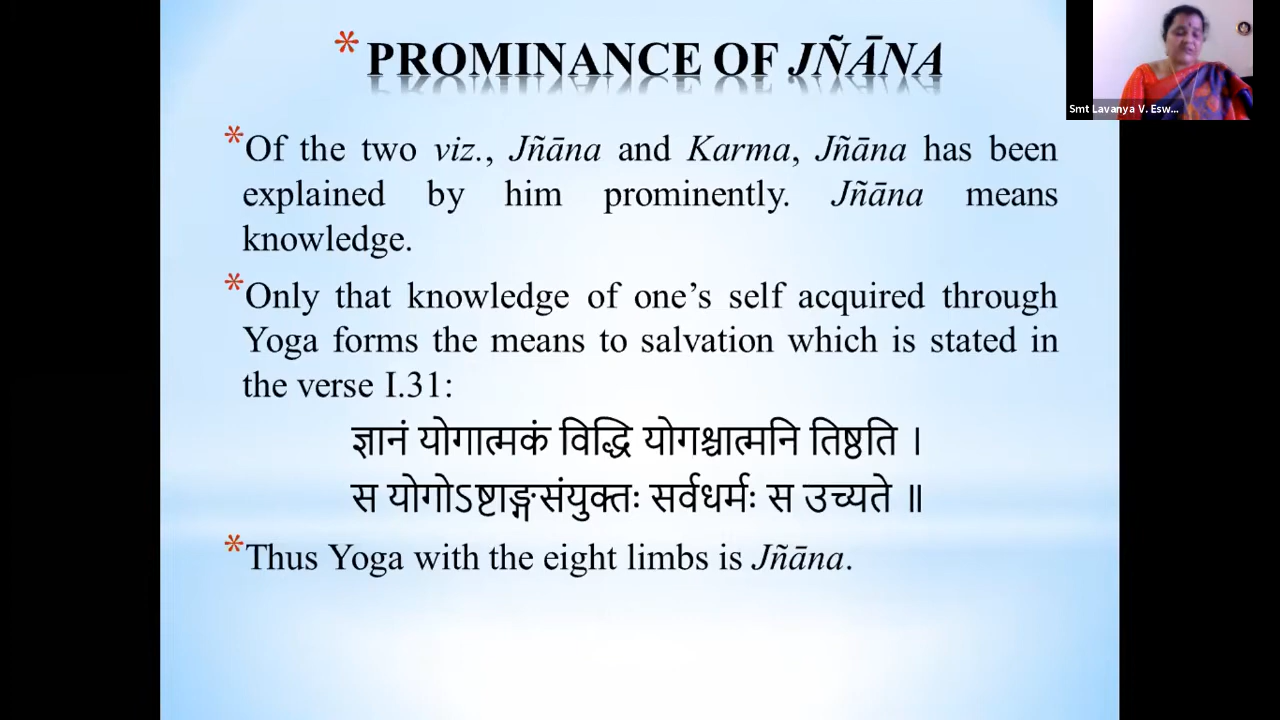 * PROMINANCE OF JÑĀNA
Smt Lavanya V. Esw...
* Of the two viz., Jñāna and Karma, Jñāna has been
explained by him prominently. Jñāna means
knowledge.
* Only that knowledge of one’s self acquired through
Yoga forms the means to salvation which is stated in
the verse I.31:
ज्ञानं योगात्मकं विद्धि योगश्चात्मनि तिष्ठति ।
स योगोऽष्टाङ्गसंयुक्तः सर्वधर्मः स उच्यते ॥
* Thus Yoga with the eight limbs is Jñāna.